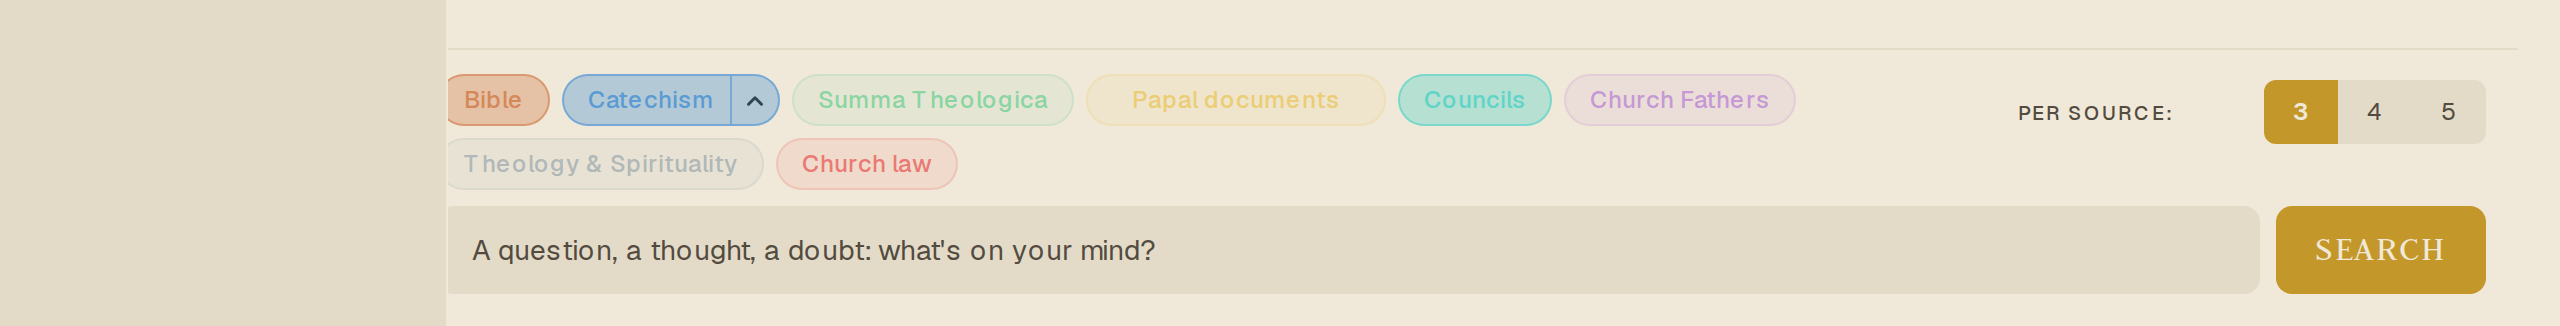 Bible Catechism Summa Theologica Papal documents Councils Church Fathers
PER SOURCE: 3 4 5
Theology & Spirituality Church law
A question, a thought, a doubt: what's on your mind? SEARCH